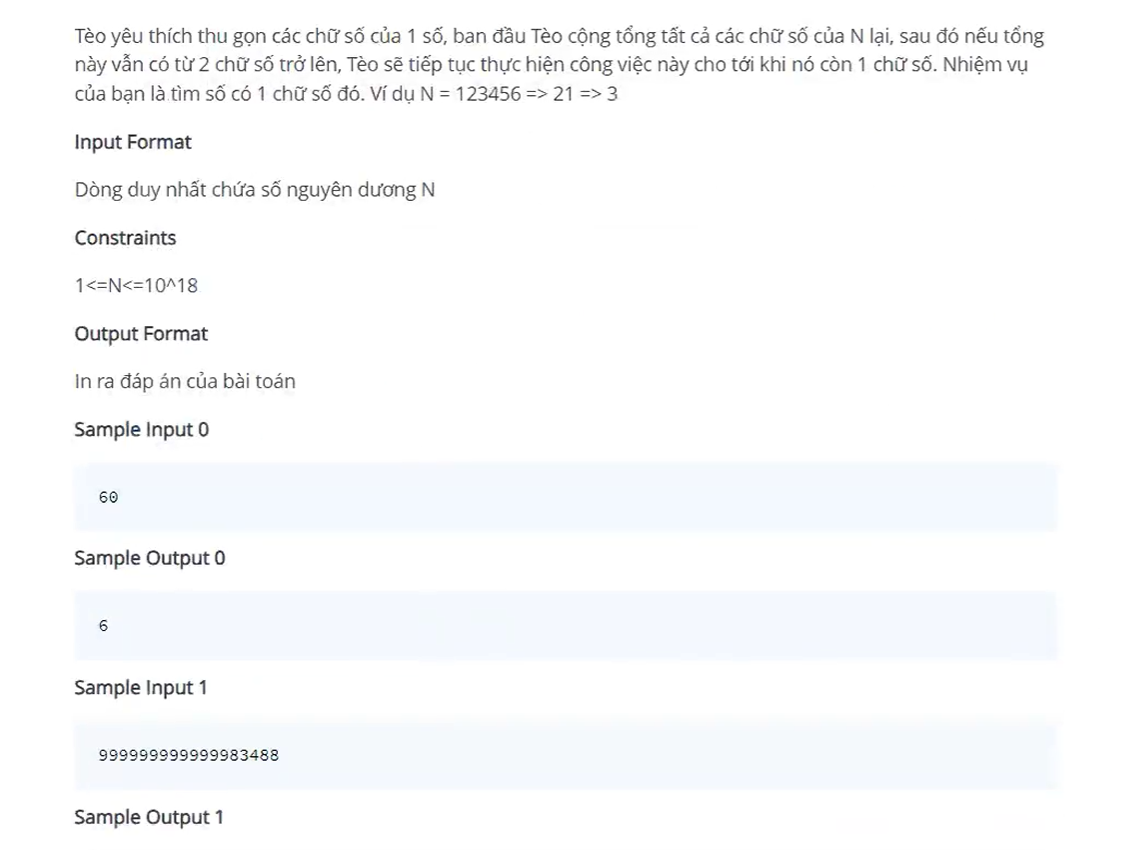 Tèo yêu thích thu gọn các chữ số của 1 số, ban đầu Tèo cộng tổng tất cả các chữ số của N lại, sau đó nếu tổng
này vẫn có từ 2 chữ số trở lên, Tèo sẽ tiếp tục thực hiện công việc này cho tới khi nó còn 1 chữ số. Nhiệm vụ
của bạn là tìm số có 1 chữ số đó. Ví dụ N = 123456 => 21 => 3
Input Format
Dòng duy nhất chứa số nguyên dương N
Constraints
1<=N<=10^18
Output Format
In ra đáp án của bài toán
Sample Input 0
60
Sample Output 0
6
Sample Input 1
999999999999983488
Sample Output 1